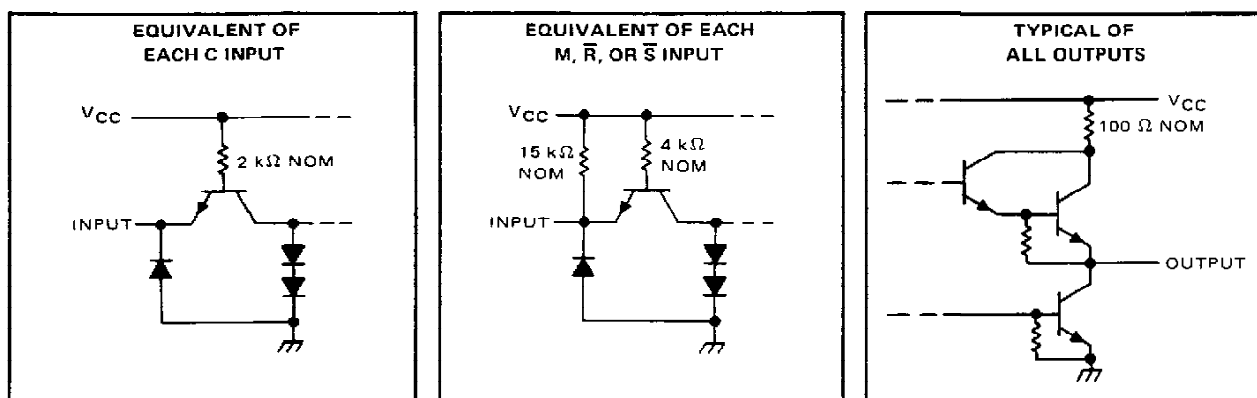 EQUIVALENT OF
EACH C INPUT
VCC
2 kΩ NOM
INPUT
EQUIVALENT OF EACH
M, R̅, OR S̅ INPUT
VCC
15 kΩ
NOM
4 kΩ
NOM
INPUT
TYPICAL OF
ALL OUTPUTS
VCC
100 Ω NOM
OUTPUT